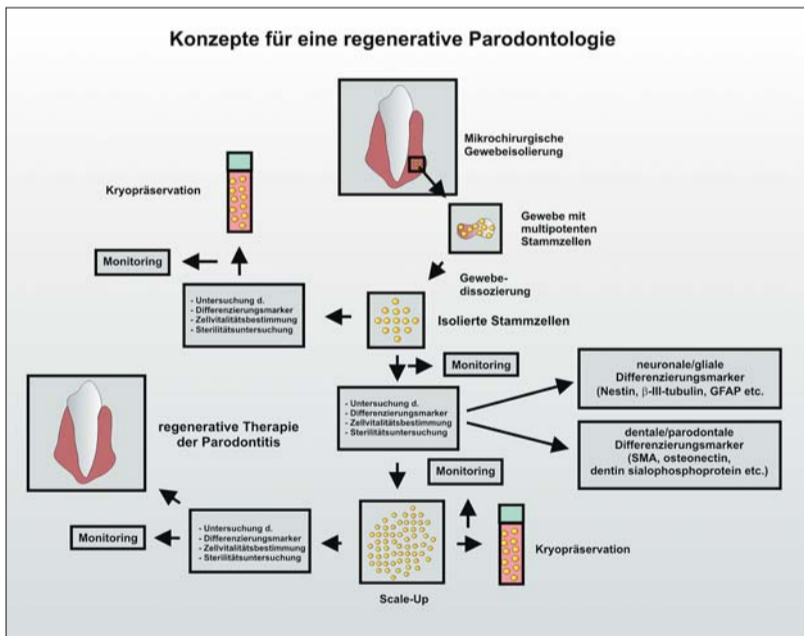 Konzepte für eine regenerative Parodontologie
Mikrochirurgische
Gewebeisolierung
Kryopräservation
Gewebe mit
multipotenten
Stammzellen
Monitoring
Gewebe-
dissozierung
- Untersuchung d.
- Differenzierungsmarker
- Zellvitalitätsbestimmung
- Sterilitätsuntersuchung
Isolierte Stammzellen
Monitoring
neuronale/gliale
Differenzierungsmarker
(Nestin, β-III-tubulin, GFAP etc.
- Untersuchung d.
- Differenzierungsmarker
- Zellvitalitätsbestimmung
- Sterilitätsuntersuchung
regenerative Therapie
der Parodontitis
dentale/parodontale
Differenzierungsmarker
(SMA, osteonectin,
dentin sialophosphoprotein etc.)
Monitoring
Monitoring
- Untersuchung d.
- Differenzierungsmarker
- Zellvitalitätsbestimmung
- Sterilitätsuntersuchung
Kryopräservation
Scale-Up